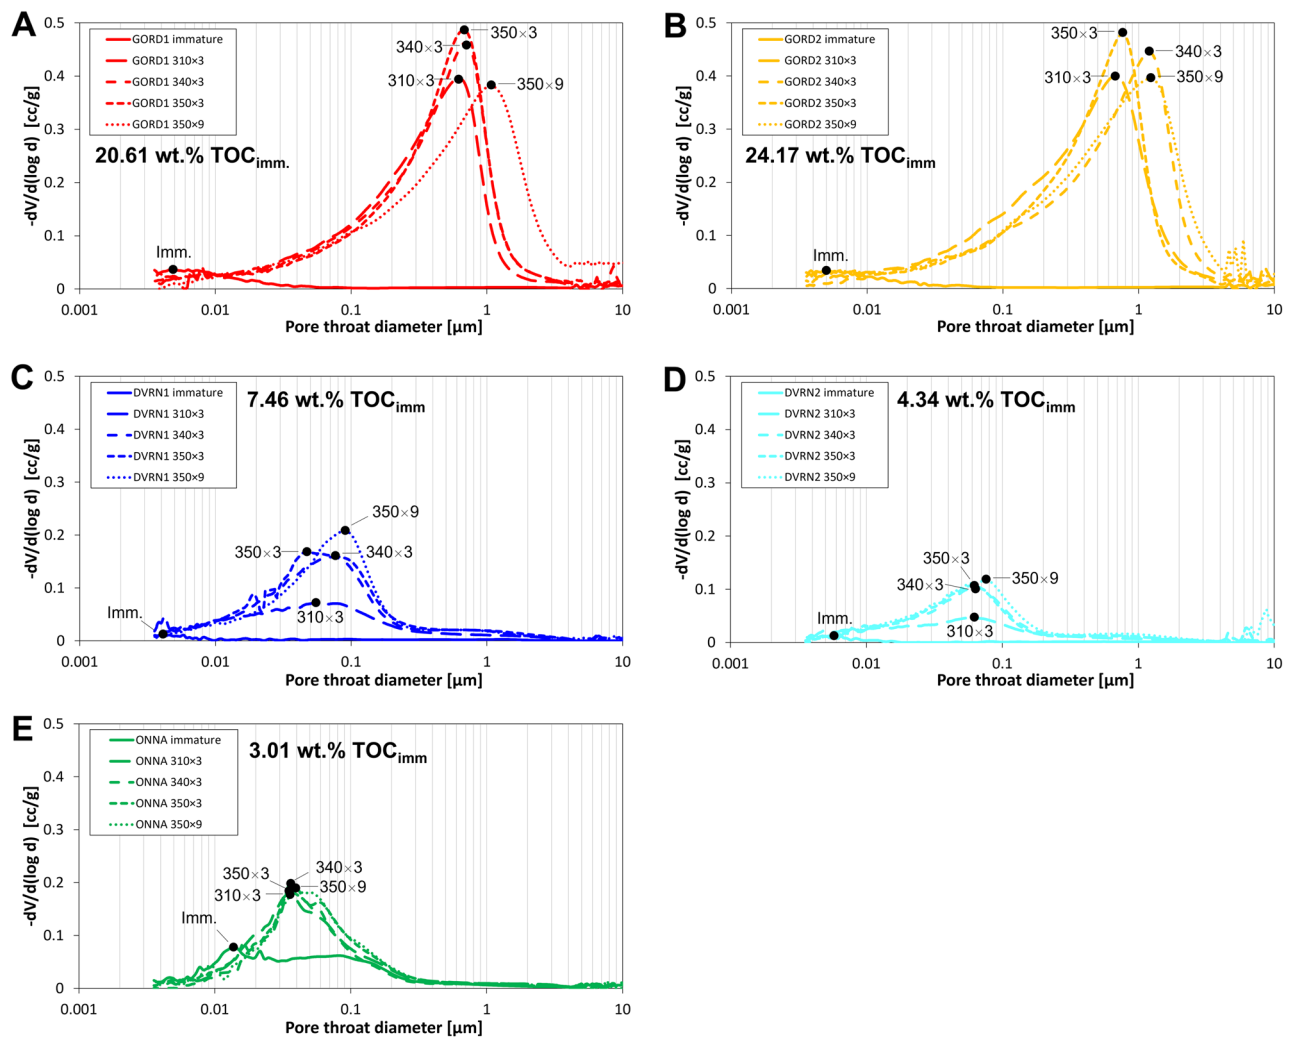 A
0.5
0.4
0.3
0.2
0.1
0
-dV/d(log d) [cc/g]
GORD1 immature
GORD1 310×3
GORD1 340×3
GORD1 350×3
GORD1 350×9
20.61 wt.% TOCimm.
350×3
340×3
310×3
350×9
Imm.
0.001
0.01
0.1
1
10
Pore throat diameter [µm]
B
0.5
0.4
0.3
0.2
0.1
0
-dV/d(log d) [cc/g]
GORD2 immature
GORD2 310×3
GORD2 340×3
GORD2 350×3
GORD2 350×9
24.17 wt.% TOCimm
350×3
340×3
310×3
350×9
Imm.
0.001
0.01
0.1
1
10
Pore throat diameter [µm]
C
0.5
0.4
0.3
0.2
0.1
0
-dV/d(log d) [cc/g]
DVRN1 immature
DVRN1 310×3
DVRN1 340×3
DVRN1 350×3
DVRN1 350×9
7.46 wt.% TOCimm
350×9
350×3
340×3
Imm.
310×3
0.001
0.01
0.1
1
10
Pore throat diameter [µm]
D
0.5
0.4
0.3
0.2
0.1
0
-dV/d(log d) [cc/g]
DVRN2 immature
DVRN2 310×3
DVRN2 340×3
DVRN2 350×3
DVRN2 350×9
4.34 wt.% TOCimm
350×3
340×3
350×9
Imm.
310×3
0.001
0.01
0.1
1
10
Pore throat diameter [µm]
E
0.5
0.4
0.3
0.2
0.1
0
-dV/d(log d) [cc/g]
ONNA immature
ONNA 310×3
ONNA 340×3
ONNA 350×3
ONNA 350×9
3.01 wt.% TOCimm
340×3
350×3
350×9
310×3
Imm.
0.001
0.01
0.1
1
10
Pore throat diameter [µm]